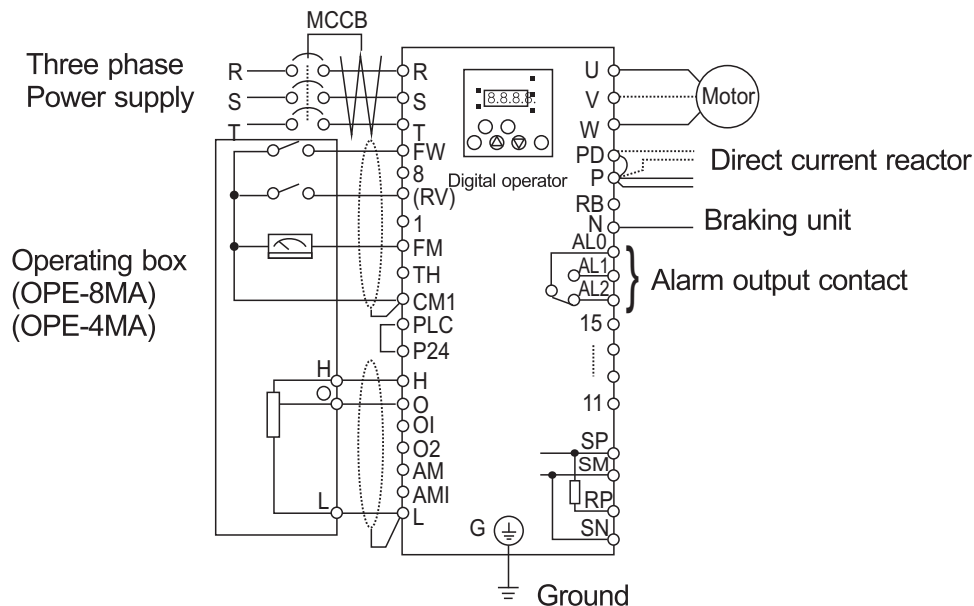 MCCB
Three phase
Power supply
R
S
T
R
S
T
FW
8
(RV)
1
FM
TH
CM1
PLC
P24
H
O
OI
O2
AM
AMI
L
H
O
L
Operating box
(OPE-8MA)
(OPE-4MA)
8.8.8.8.
Digital operator
U
V
W
Motor
PD
P
Direct current reactor
RB
N
Braking unit
AL0
AL1
AL2
Alarm output contact
15
11
SP
SM
RP
SN
G
Ground